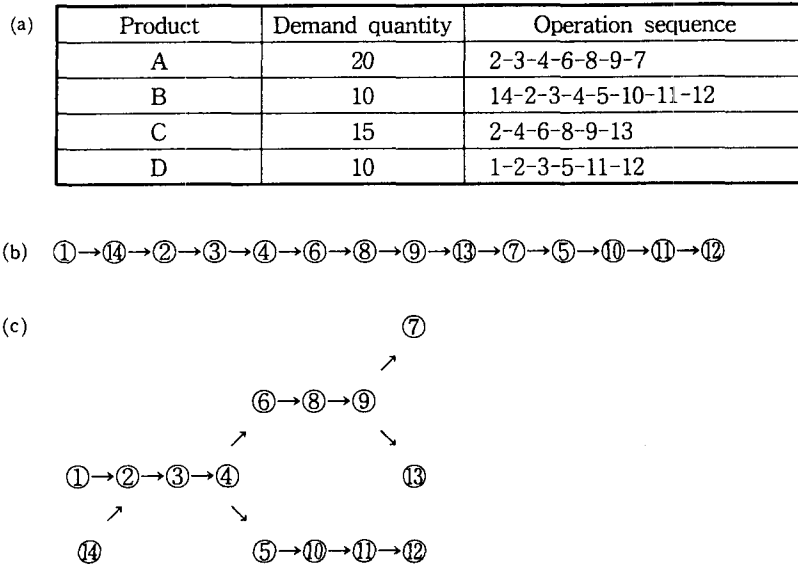 (a) Product Demand quantity Operation sequence
A 20 2-3-4-6-8-9-7
B 10 14-2-3-4-5-10-11-12
C 15 2-4-6-8-9-13
D 10 1-2-3-5-11-12
(b) ①→⑭→②→③→④→⑥→⑧→⑨→⑬→⑦→⑤→⑩→⑪→⑫
(c) ⑦
⑥→⑧→⑨
①→②→③→④ ⑬
⑭ ⑤→⑩→⑪→⑫